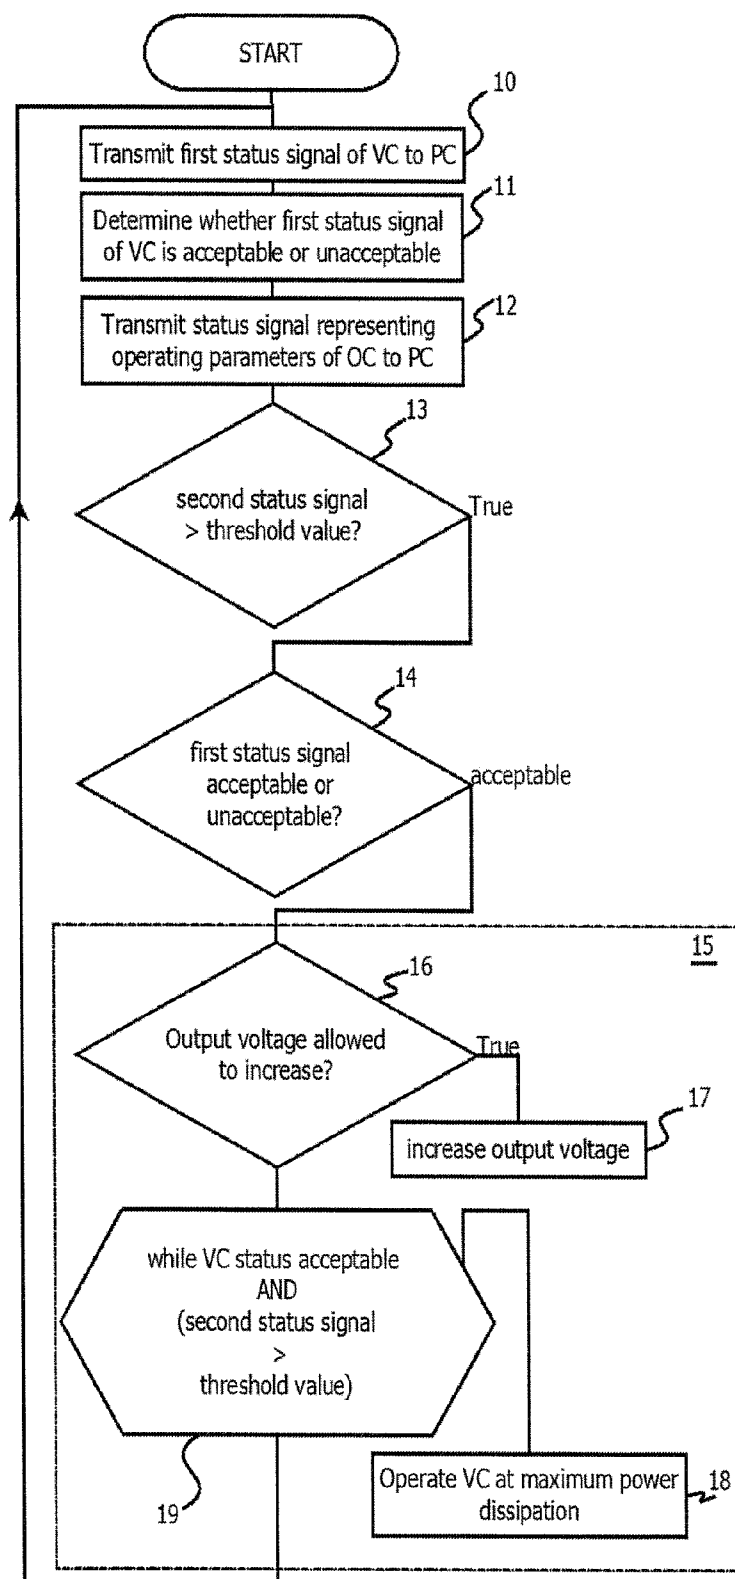 START
10
Transmit first status signal of VC to PC
11
Determine whether first status signal
of VC is acceptable or unacceptable
12
Transmit status signal representing
operating parameters of OC to PC
13
second status signal
> threshold value?
True
14
first status signal
acceptable or
unacceptable?
acceptable
15
16
Output voltage allowed
to increase?
True
17
increase output voltage
while VC status acceptable
AND
(second status signal
>
threshold value)
Operate VC at maximum power
dissipation
18
19